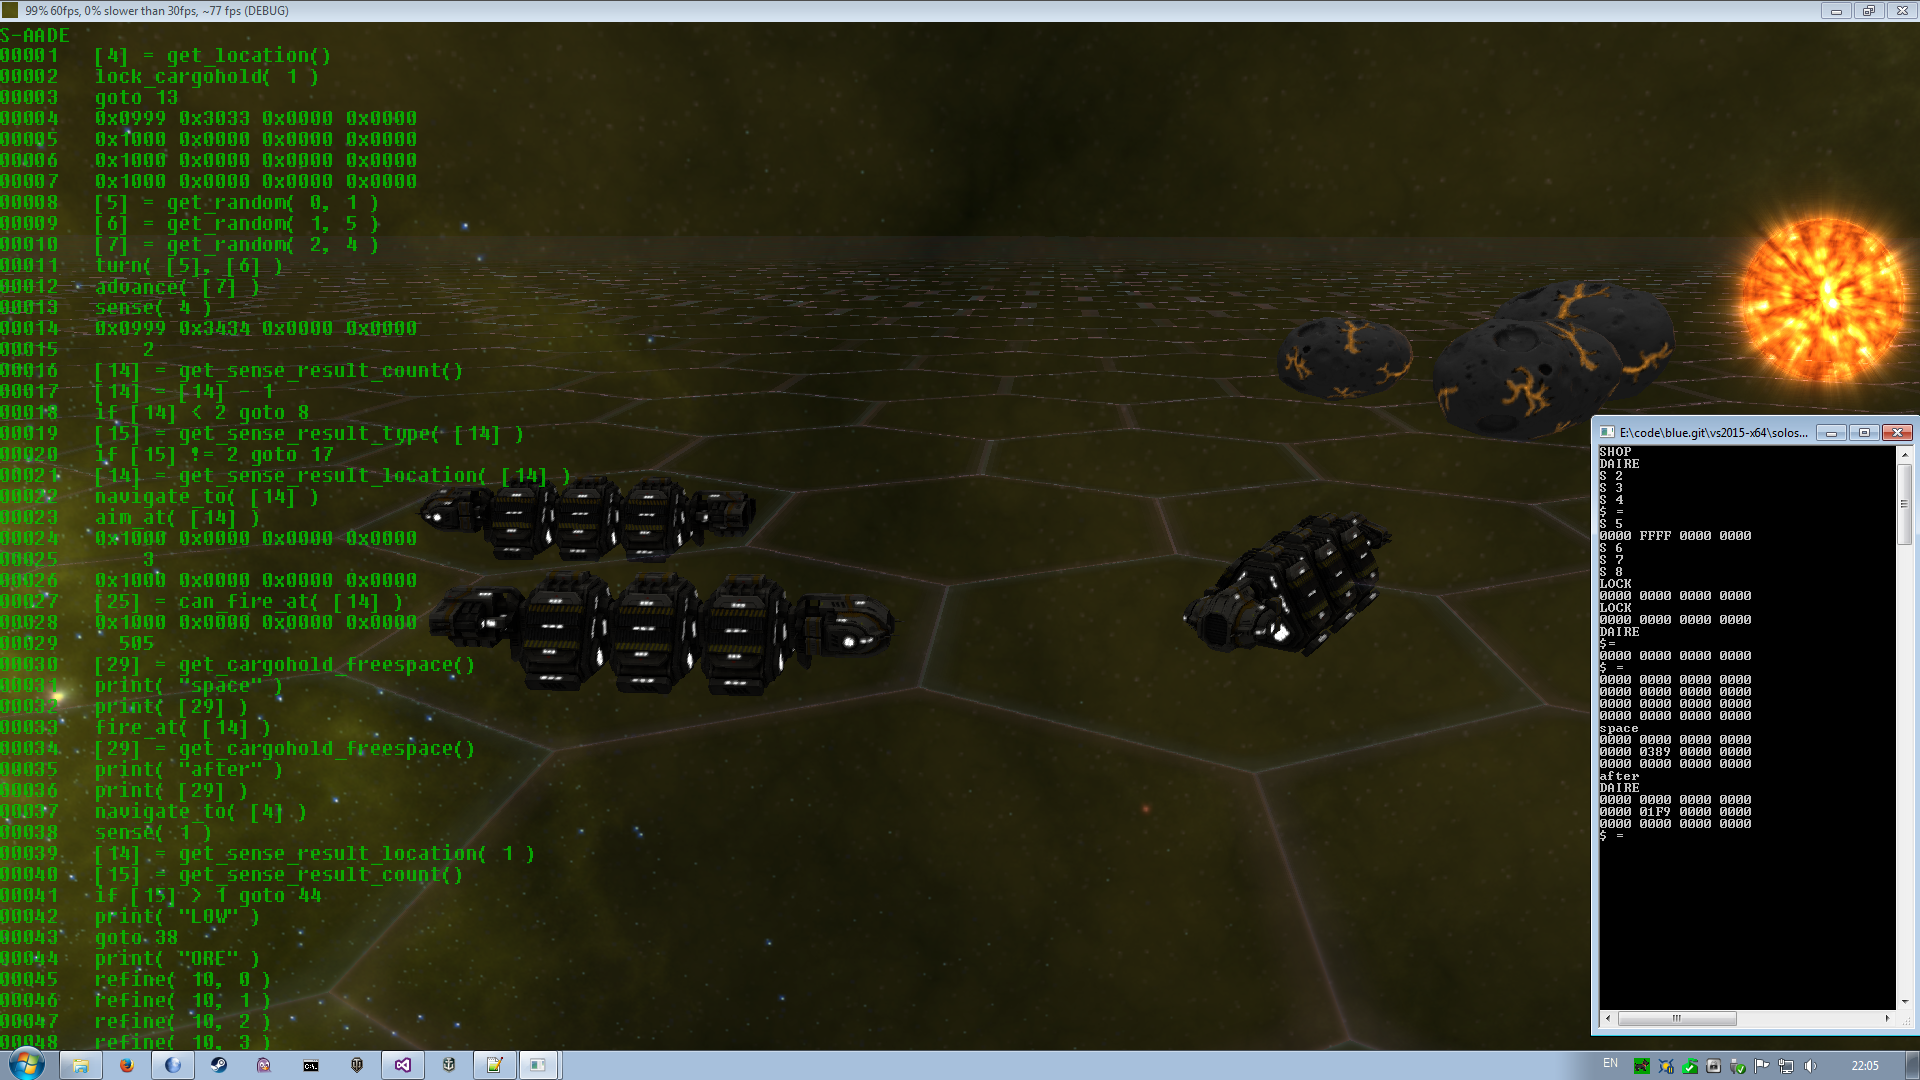 99% 60fps, 0% slower than 30fps, ~77 fps (DEBUG)
S-AADE
00001 [4] = get_location()
00002 lock_cargohold( 1 )
00003 goto 13
00004 0x0999 0x3033 0x0000 0x0000
00005 0x1000 0x0000 0x0000 0x0000
00006 0x1000 0x0000 0x0000 0x0000
00007 0x1000 0x0000 0x0000 0x0000
00008 [5] = get_random( 0, 1 )
00009 [6] = get_random( 1, 5 )
00010 [7] = get_random( 2, 4 )
00011 turn( [5], [6] )
00012 advance( [7] )
00013 sense( 4 )
00014 0x0999 0x3434 0x0000 0x0000
00015 2
00016 [14] = get_sense_result_count()
00017 [14] = [14] - 1
00018 if [14] < 2 goto 8
00019 [15] = get_sense_result_type( [14] )
00020 if [15] != 2 goto 17
00021 [14] = get_sense_result_location( [14] )
00022 navigate_to( [14] )
00023 aim_at( [14] )
00024 0x1000 0x0000 0x0000 0x0000
00025 3
00026 0x1000 0x0000 0x0000 0x0000
00027 [25] = can_fire_at( [14] )
00028 0x1000 0x0000 0x0000 0x0000
00029 505
00030 [29] = get_cargohold_freespace()
00031 print( "space" )
00032 print( [29] )
00033 fire_at( [14] )
00034 [29] = get_cargohold_freespace()
00035 print( "after" )
00036 print( [29] )
00037 navigate_to( [4] )
00038 sense( 1 )
00039 [14] = get_sense_result_location( 1 )
00040 [15] = get_sense_result_count()
00041 if [15] > 1 goto 44
00042 print( "LOW" )
00043 goto 38
00044 print( "ORE" )
00045 refine( 10, 0 )
00046 refine( 10, 1 )
00047 refine( 10, 2 )
00048 refine( 10, 3 )
E:\code\blue.git\vs2015-x64\solos...
SHOP
DAIRE
S 2
S 3
S 4
$ =
S 5
0000 FFFF 0000 0000
S 6
S 7
S 8
LOCK
0000 0000 0000 0000
LOCK
0000 0000 0000 0000
DAIRE
$=
0000 0000 0000 0000
$ =
0000 0000 0000 0000
0000 0000 0000 0000
0000 0000 0000 0000
0000 0000 0000 0000
space
0000 0000 0000 0000
0000 0389 0000 0000
0000 0000 0000 0000
after
DAIRE
0000 0000 0000 0000
0000 01F9 0000 0000
0000 0000 0000 0000
$ =
C:\.
EN
22:05